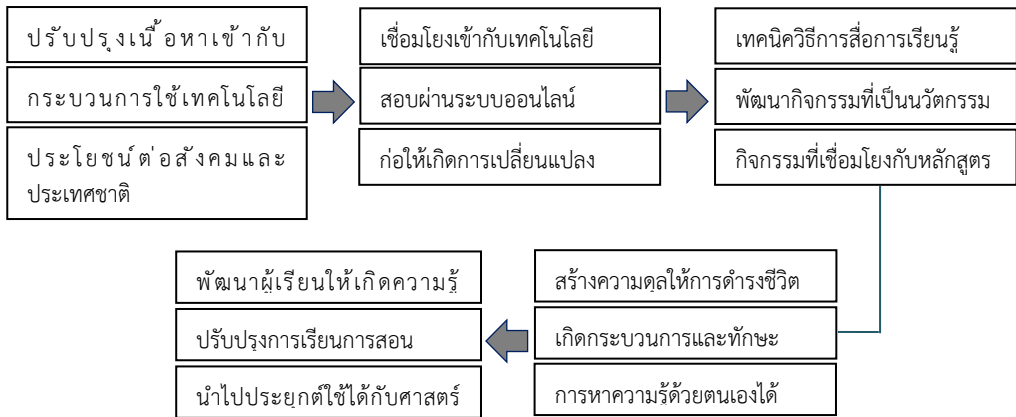 ปรับปรุงเนื้อหาเข้ากับ
กระบวนการใช้เทคโนโลยี
ประโยชน์ต่อสังคมและ
ประเทศชาติ
เชื่อมโยงเข้ากับเทคโนโลยี
สอบผ่านระบบออนไลน์
ก่อให้เกิดการเปลี่ยนแปลง
เทคนิควิธีการสื่อการเรียนรู้
พัฒนากิจกรรมที่เป็นนวัตกรรม
กิจกรรมที่เชื่อมโยงกับหลักสูตร
สร้างความดุลให้การดำรงชีวิต
เกิดกระบวนการและทักษะ
การหาความรู้ด้วยตนเองได้
พัฒนาผู้เรียนให้เกิดความรู้
ปรับปรุงการเรียนการสอน
นำไปประยุกต์ใช้ได้กับศาสตร์